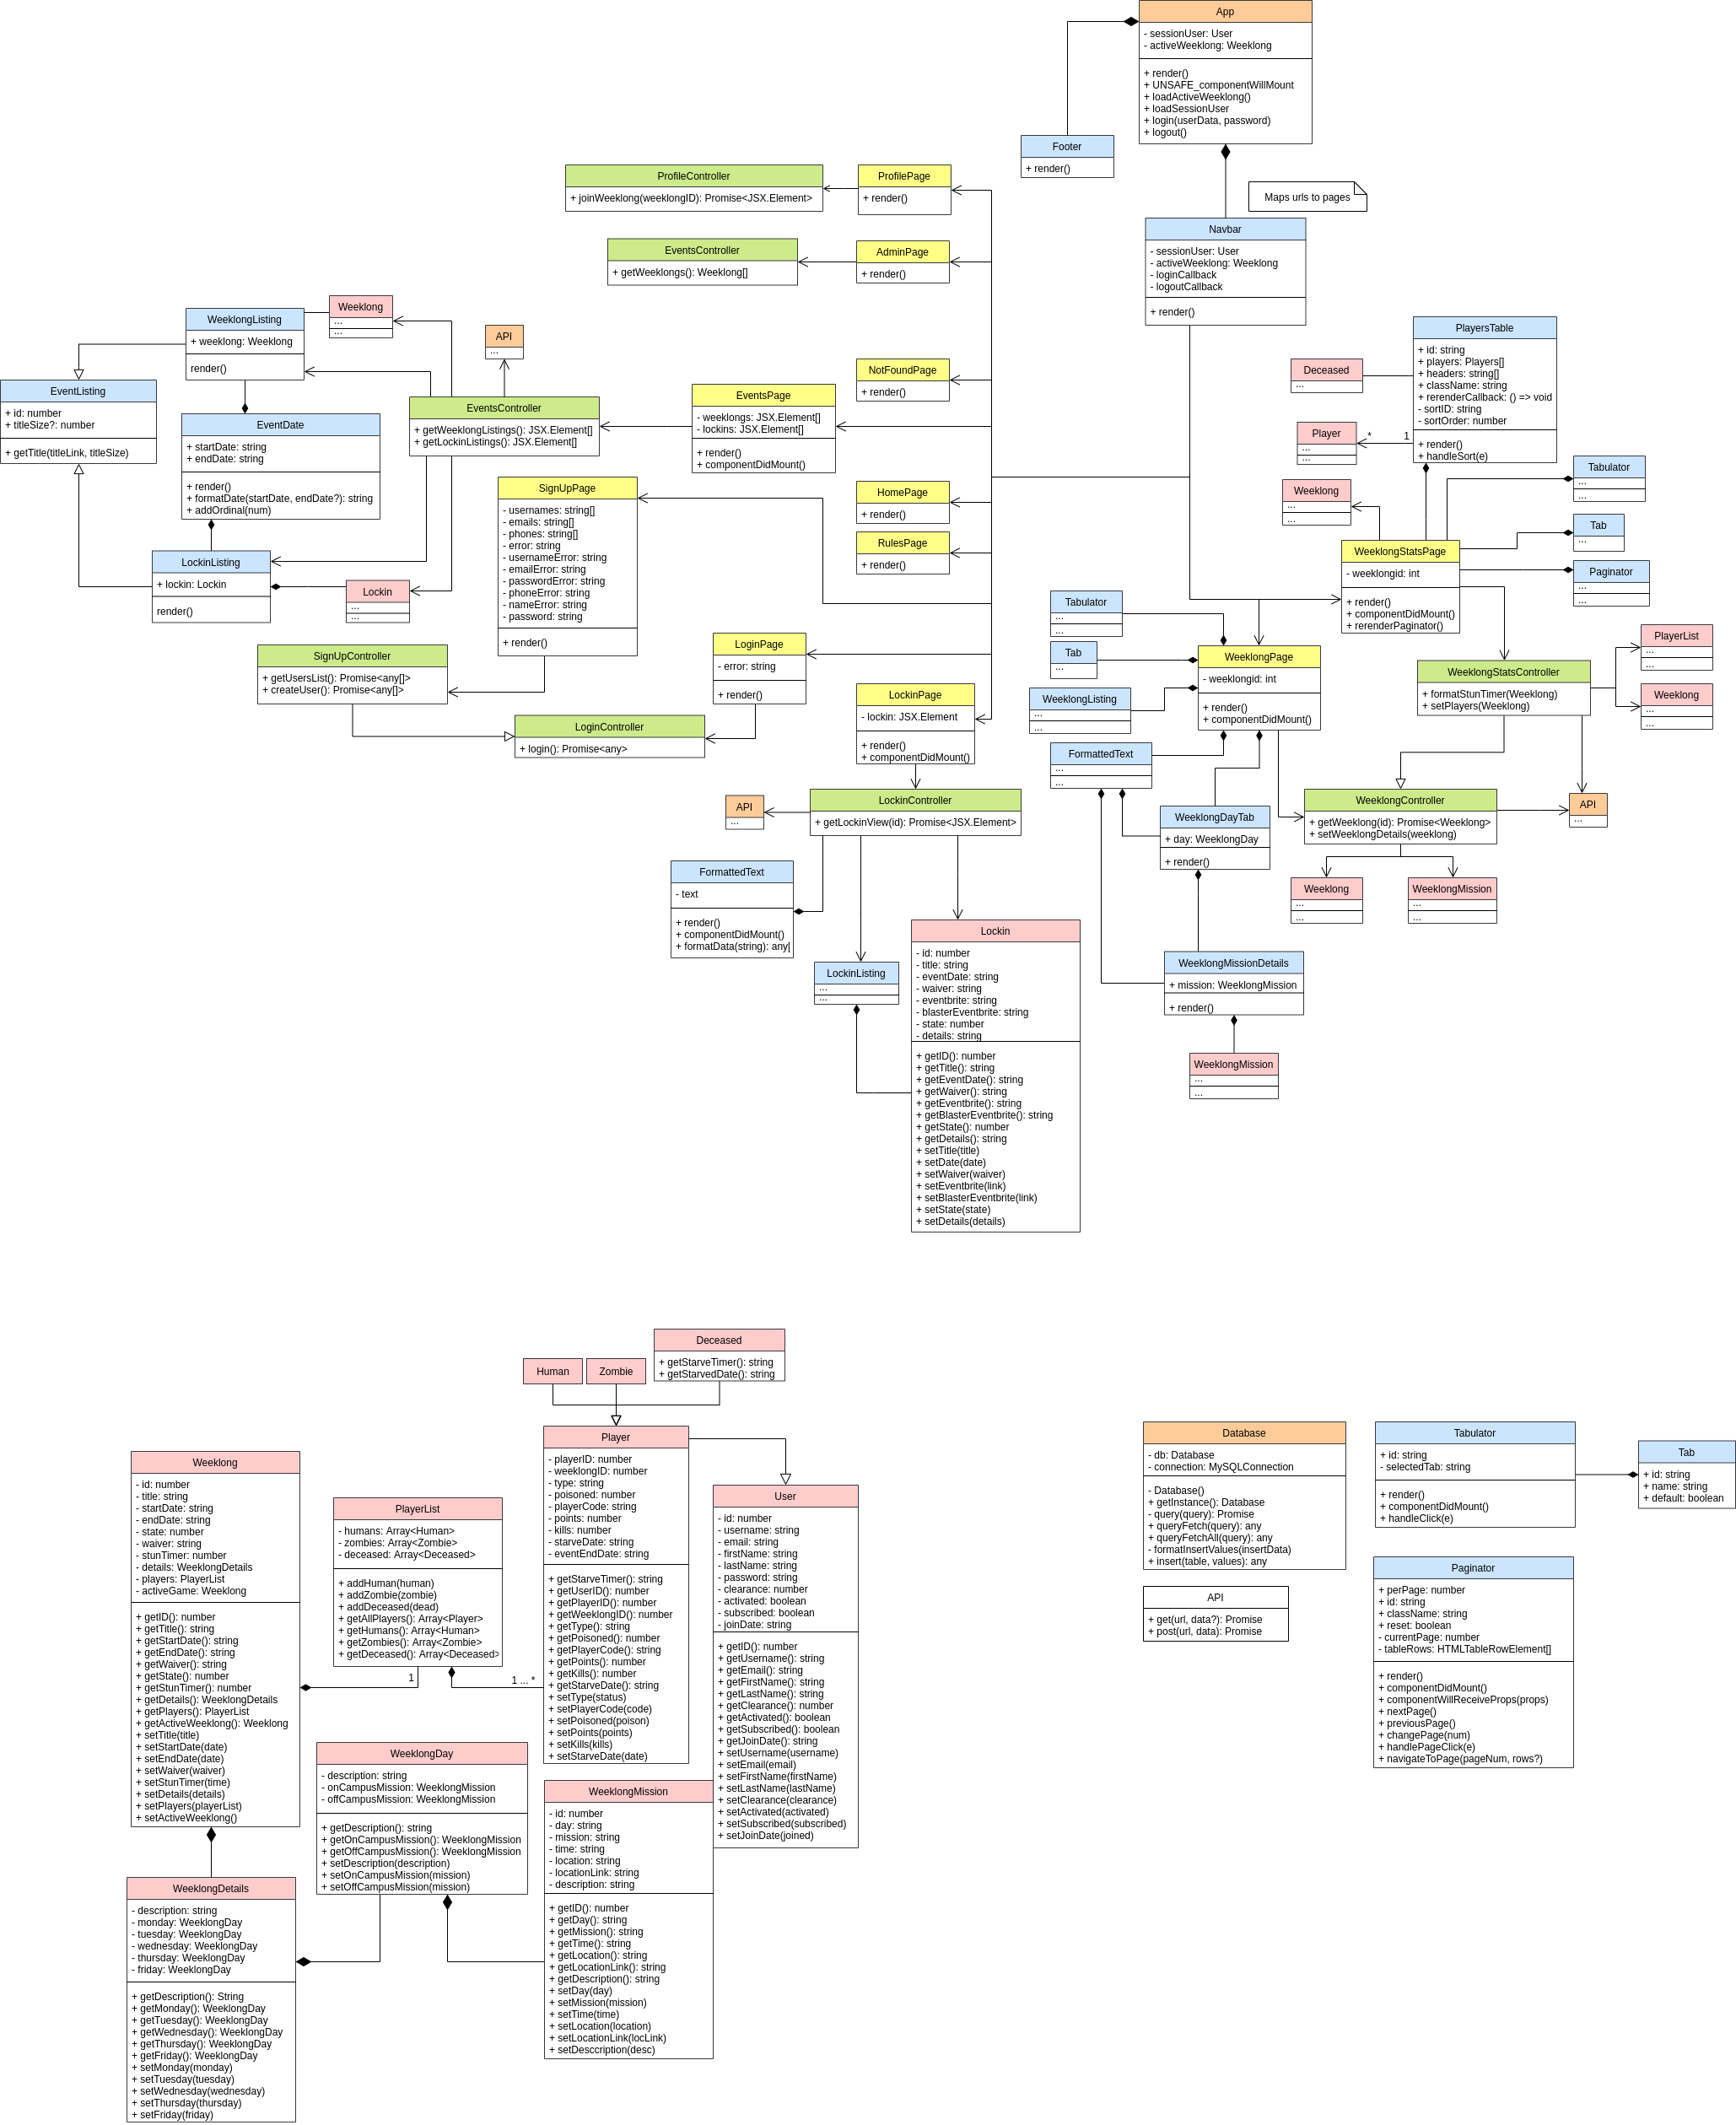 App
- sessionUser: User
- activeWeeklong: Weeklong
+ render()
+ UNSAFE_componentWillMount
+ loadActiveWeeklong()
+ loadSessionUser
+ login(userData, password)
+ logout()
Footer
+ render()
Maps urls to pages
Navbar
- sessionUser: User
- activeWeeklong: Weeklong
- loginCallback
- logoutCallback
+ render()
ProfileController
+ joinWeeklong(weeklongID): Promise<JSX.Element>
ProfilePage
+ render()
EventsController
+ getWeeklongs(): Weeklong[]
AdminPage
+ render()
NotFoundPage
+ render()
EventsPage
- weeklongs: JSX.Element[]
- lockins: JSX.Element[]
+ render()
+ componentDidMount()
HomePage
+ render()
RulesPage
+ render()
WeeklongListing
+ weeklong: Weeklong
render()
Weeklong
...
...
API
...
EventListing
+ id: number
+ titleSize?: number
+ getTitle(titleLink, titleSize)
EventDate
+ startDate: string
+ endDate: string
+ render()
+ formatDate(startDate, endDate?): string
+ addOrdinal(num)
EventsController
+ getWeeklongListings(): JSX.Element[]
+ getLockinListings(): JSX.Element[]
LockinListing
+ lockin: Lockin
render()
Lockin
...
...
SignUpPage
- usernames: string[]
- emails: string[]
- phones: string[]
- error: string
- usernameError: string
- emailError: string
- passwordError: string
- phoneError: string
- nameError: string
- password: string
+ render()
SignUpController
+ getUsersList(): Promise<any[]>
+ createUser(): Promise<any[]>
LoginPage
- error: string
+ render()
LoginController
+ login(): Promise<any>
LockinPage
- lockin: JSX.Element
+ render()
+ componentDidMount()
API
...
LockinController
+ getLockinView(id): Promise<JSX.Element>
FormattedText
- text
+ render()
+ componentDidMount()
+ formatData(string): any[
LockinListing
...
...
Lockin
- id: number
- title: string
- eventDate: string
- waiver: string
- eventbrite: string
- blasterEventbrite: string
- state: number
- details: string
+ getID(): number
+ getTitle(): string
+ getEventDate(): string
+ getWaiver(): string
+ getEventbrite(): string
+ getBlasterEventbrite(): string
+ getState(): number
+ getDetails(): string
+ setTitle(title)
+ setDate(date)
+ setWaiver(waiver)
+ setEventbrite(link)
+ setBlasterEventbrite(link)
+ setState(state)
+ setDetails(details)
PlayersTable
+ id: string
+ players: Players[]
+ headers: string[]
+ className: string
+ rerenderCallback: () => void
- sortID: string
- sortOrder: number
+ render()
+ handleSort(e)
Deceased
...
Player
...
...
* 1
Weeklong
...
...
Tabulator
...
...
Tab
...
Paginator
...
...
WeeklongStatsPage
- weeklongid: int
+ render()
+ componentDidMount()
+ rerenderPaginator()
Tabulator
...
...
Tab
...
WeeklongListing
...
...
FormattedText
...
...
WeeklongPage
- weeklongid: int
+ render()
+ componentDidMount()
WeeklongStatsController
+ formatStunTimer(Weeklong)
+ setPlayers(Weeklong)
PlayerList
...
...
Weeklong
...
...
WeeklongDayTab
+ day: WeeklongDay
+ render()
WeeklongController
+ getWeeklong(id): Promise<Weeklong>
+ setWeeklongDetails(weeklong)
API
...
Weeklong
...
...
WeeklongMission
...
...
WeeklongMissionDetails
+ mission: WeeklongMission
+ render()
WeeklongMission
...
...
Human
Zombie
Deceased
+ getStarveTimer(): string
+ getStarvedDate(): string
Weeklong
- id: number
- title: string
- startDate: string
- endDate: string
- state: number
- waiver: string
- stunTimer: number
- details: WeeklongDetails
- players: PlayerList
- activeGame: Weeklong
+ getID(): number
+ getTitle(): string
+ getStartDate(): string
+ getEndDate(): string
+ getWaiver(): string
+ getState(): number
+ getStunTimer(): number
+ getDetails(): WeeklongDetails
+ getPlayers(): PlayerList
+ getActiveWeeklong(): Weeklong
+ setTitle(title)
+ setStartDate(date)
+ setEndDate(date)
+ setWaiver(waiver)
+ setStunTimer(time)
+ setDetails(details)
+ setPlayers(playerList)
+ setActiveWeeklong()
PlayerList
- humans: Array<Human>
- zombies: Array<Zombie>
- deceased: Array<Deceased>
+ addHuman(human)
+ addZombie(zombie)
+ addDeceased(dead)
+ getAllPlayers(): Array<Player>
+ getHumans(): Array<Human>
+ getZombies(): Array<Zombie>
+ getDeceased(): Array<Deceased>
1
1 ... *
Player
- playerID: number
- weeklongID: number
- type: string
- poisoned: number
- playerCode: string
- points: number
- kills: number
- starveDate: string
- eventEndDate: string
+ getStarveTimer(): string
+ getUserID(): number
+ getPlayerID(): number
+ getWeeklongID(): number
+ getType(): string
+ getPoisoned(): number
+ getPlayerCode(): string
+ getPoints(): number
+ getKills(): number
+ getStarveDate(): string
+ setType(status)
+ setPlayerCode(code)
+ setPoisoned(poison)
+ setPoints(points)
+ setKills(kills)
+ setStarveDate(date)
User
- id: number
- username: string
- email: string
- firstName: string
- lastName: string
- password: string
- clearance: number
- activated: boolean
- subscribed: boolean
- joinDate: string
+ getID(): number
+ getUsername(): string
+ getEmail(): string
+ getFirstName(): string
+ getLastName(): string
+ getClearance(): number
+ getActivated(): boolean
+ getSubscribed(): boolean
+ getJoinDate(): string
+ setUsername(username)
+ setEmail(email)
+ setFirstName(firstName)
+ setLastName(lastName)
+ setClearance(clearance)
+ setActivated(activated)
+ setSubscribed(subscribed)
+ setJoinDate(joined)
WeeklongDay
- description: string
- onCampusMission: WeeklongMission
- offCampusMission: WeeklongMission
+ getDescription(): string
+ getOnCampusMission(): WeeklongMission
+ getOffCampusMission(): WeeklongMission
+ setDescription(description)
+ setOnCampusMission(mission)
+ setOffCampusMission(mission)
WeeklongMission
- id: number
- day: string
- mission: string
- time: string
- location: string
- locationLink: string
- description: string
+ getID(): number
+ getDay(): string
+ getMission(): string
+ getTime(): string
+ getLocation(): string
+ getLocationLink(): string
+ getDescription(): string
+ setDay(day)
+ setMission(mission)
+ setTime(time)
+ setLocation(location)
+ setLocationLink(locLink)
+ setDesccription(desc)
WeeklongDetails
- description: string
- monday: WeeklongDay
- tuesday: WeeklongDay
- wednesday: WeeklongDay
- thursday: WeeklongDay
- friday: WeeklongDay
+ getDescription(): String
+ getMonday(): WeeklongDay
+ getTuesday(): WeeklongDay
+ getWednesday(): WeeklongDay
+ getThursday(): WeeklongDay
+ getFriday(): WeeklongDay
+ setMonday(monday)
+ setTuesday(tuesday)
+ setWednesday(wednesday)
+ setThursday(thursday)
+ setFriday(friday)
Database
- db: Database
- connection: MySQLConnection
- Database()
+ getInstance(): Database
- query(query): Promise
+ queryFetch(query): any
+ queryFetchAll(query): any
- formatInsertValues(insertData)
+ insert(table, values): any
API
+ get(url, data?): Promise
+ post(url, data): Promise
Tabulator
+ id: string
- selectedTab: string
+ render()
+ componentDidMount()
+ handleClick(e)
Tab
+ id: string
+ name: string
+ default: boolean
Paginator
+ perPage: number
+ id: string
+ className: string
+ reset: boolean
- currentPage: number
- tableRows: HTMLTableRowElement[]
+ render()
+ componentDidMount()
+ componentWillReceiveProps(props)
+ nextPage()
+ previousPage()
+ changePage(num)
+ handlePageClick(e)
+ navigateToPage(pageNum, rows?)